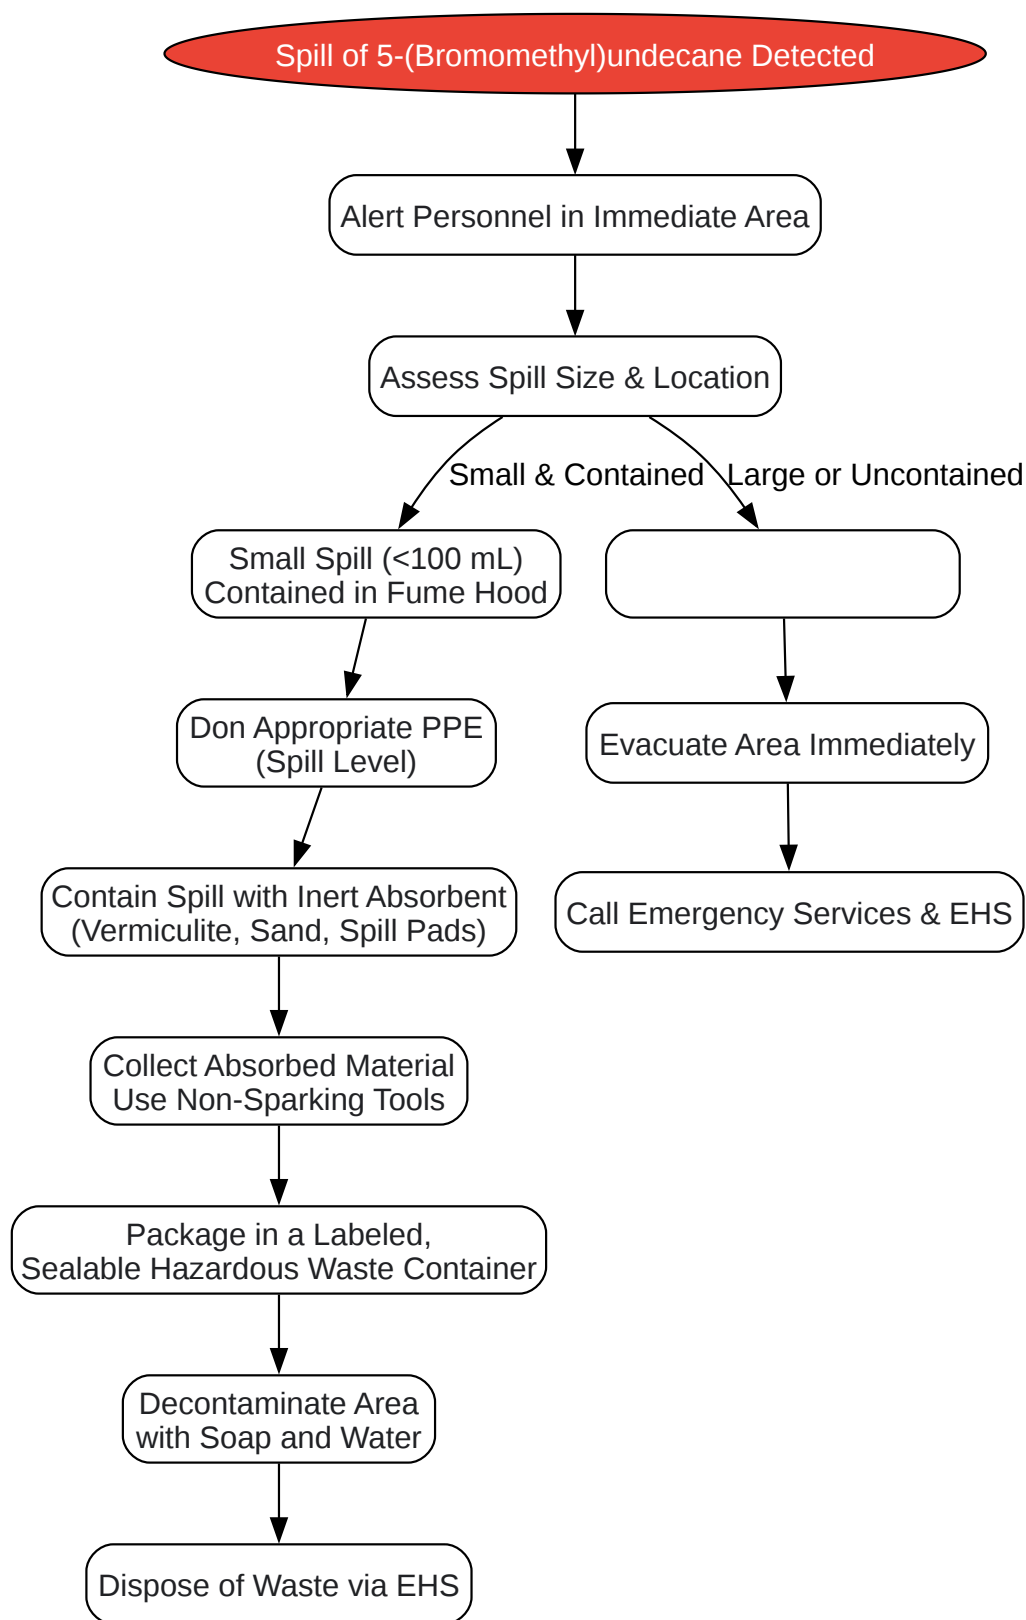 Spill of 5-(Bromomethyl)undecane Detected
Alert Personnel in Immediate Area
Assess Spill Size & Location
Small & Contained
Large or Uncontained
Small Spill (<100 mL)
Contained in Fume Hood
Don Appropriate PPE
(Spill Level)
Evacuate Area Immediately
Contain Spill with Inert Absorbent
(Vermiculite, Sand, Spill Pads)
Call Emergency Services & EHS
Collect Absorbed Material
Use Non-Sparking Tools
Package in a Labeled,
Sealable Hazardous Waste Container
Decontaminate Area
with Soap and Water
Dispose of Waste via EHS